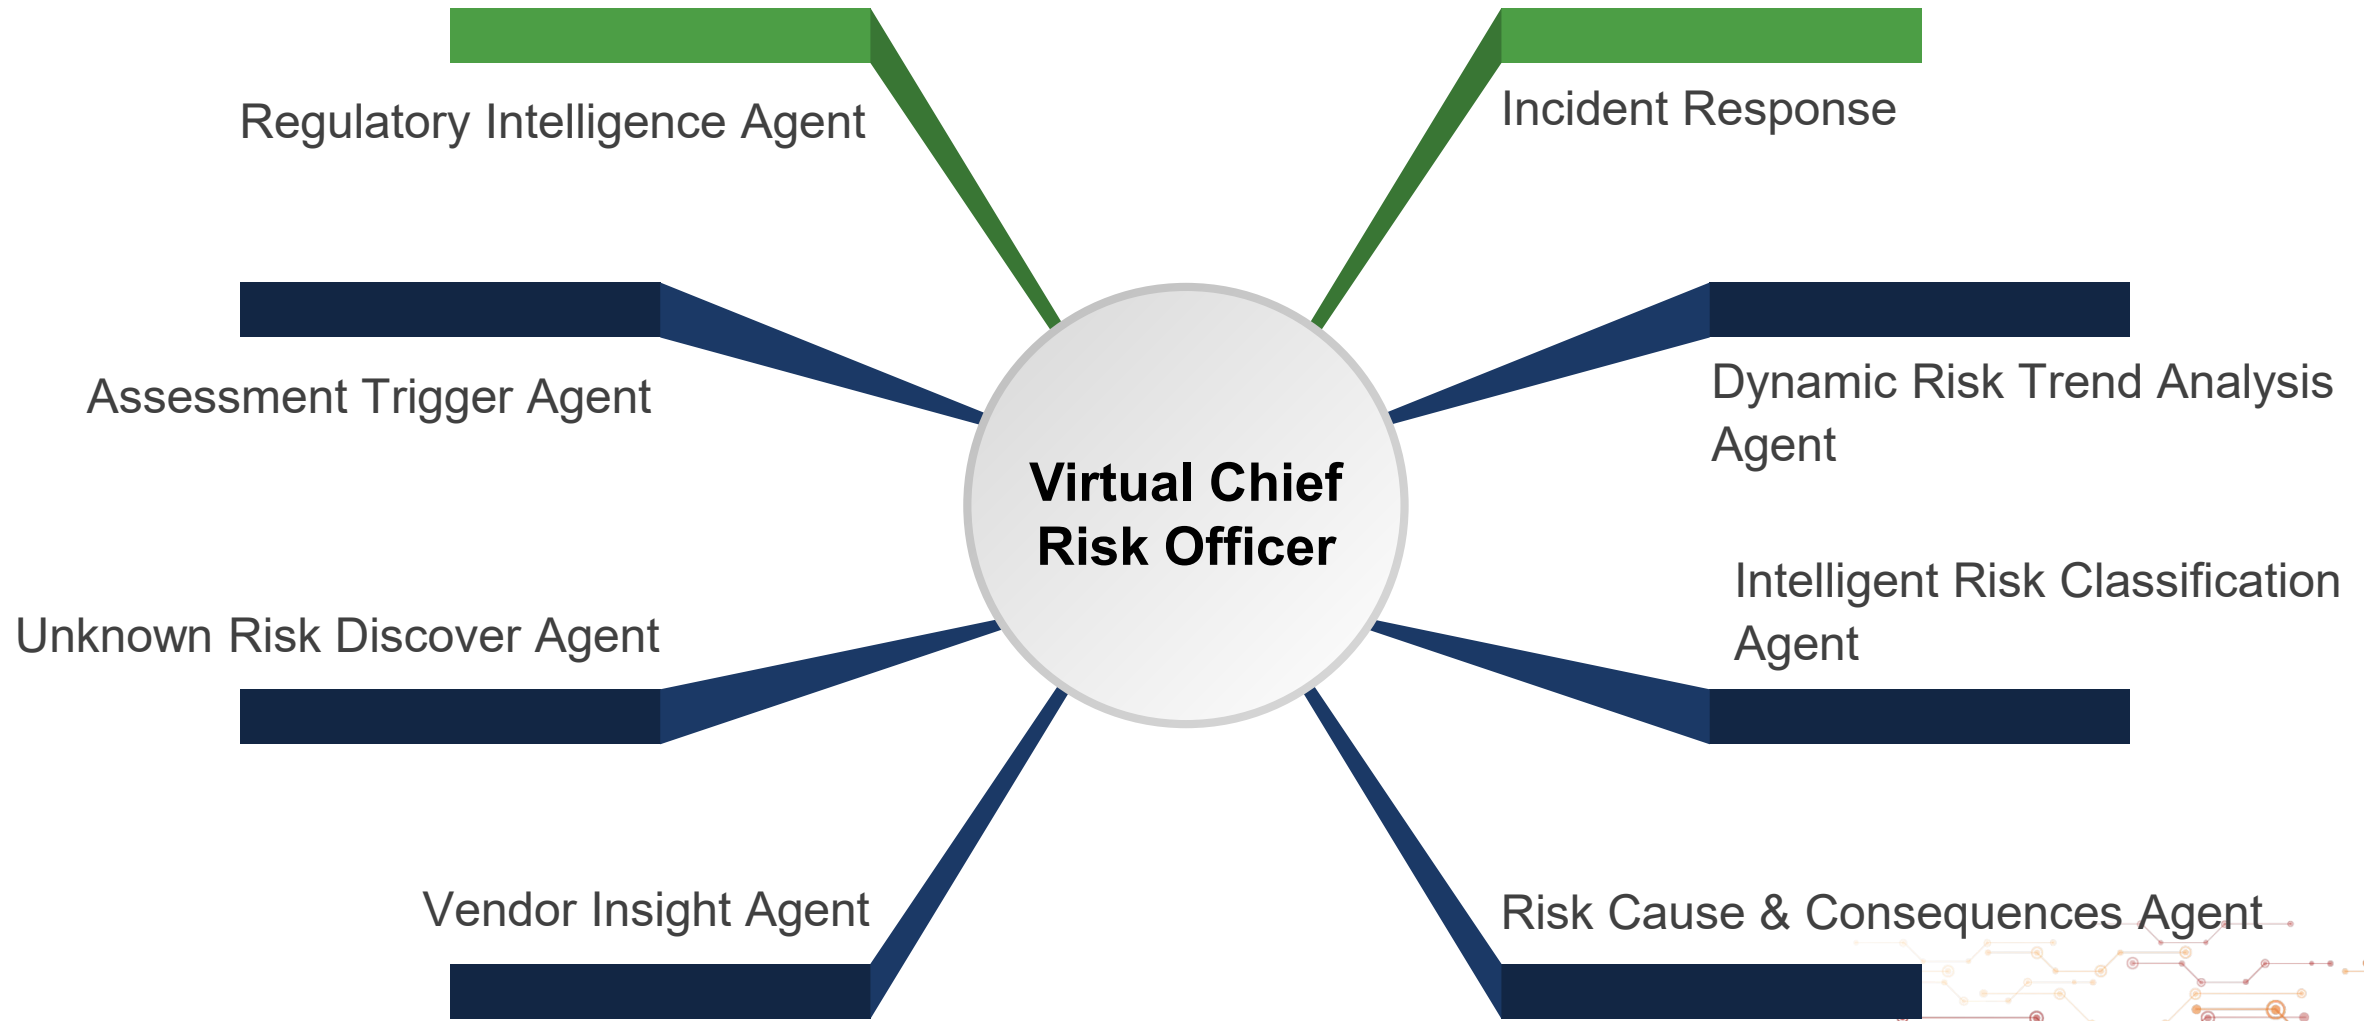 Regulatory Intelligence Agent
Incident Response
Assessment Trigger Agent
Dynamic Risk Trend Analysis
Agent
Virtual Chief
Risk Officer
Unknown Risk Discover Agent
Intelligent Risk Classification
Agent
Vendor Insight Agent
Risk Cause & Consequences Agent